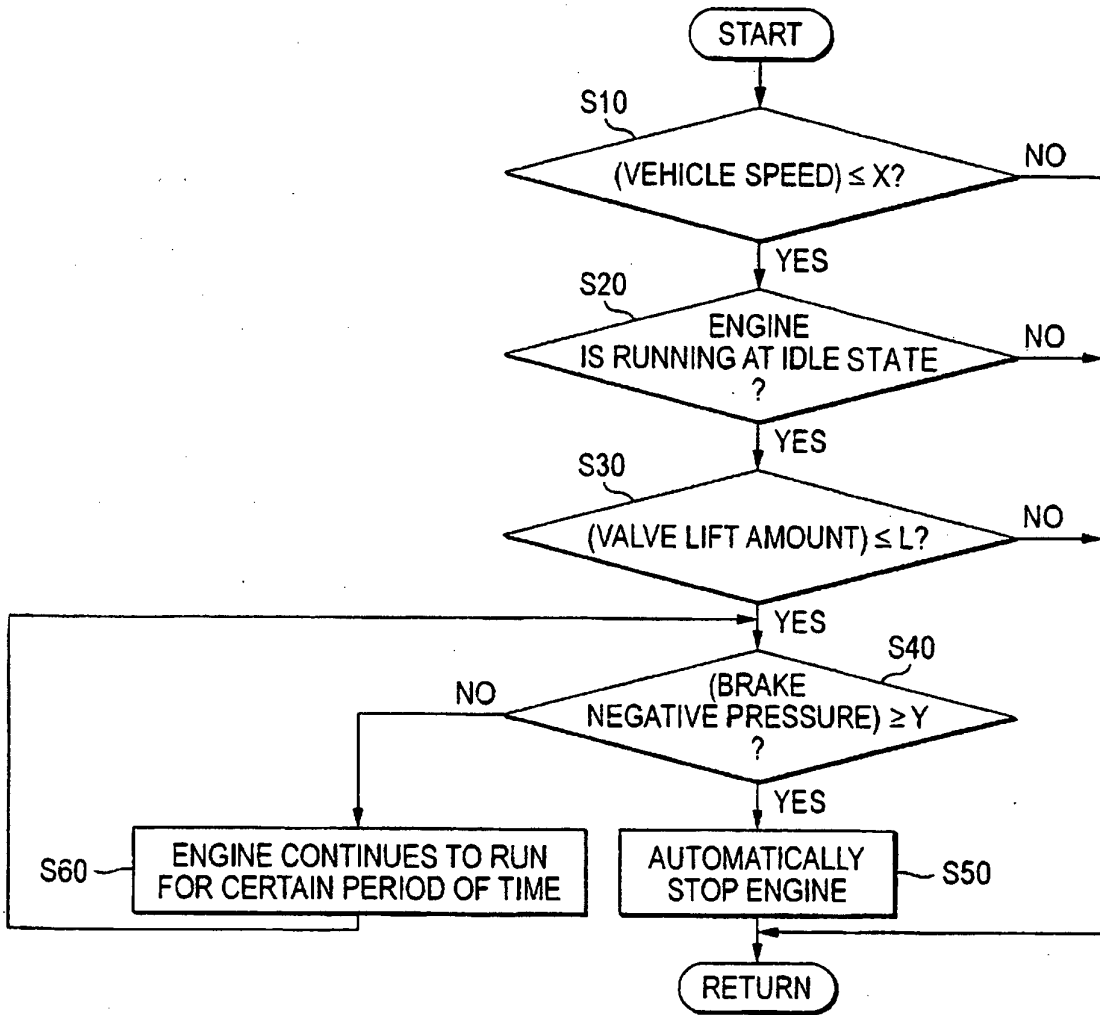 START
S10
(VEHICLE SPEED) ≤ X?
NO
YES
S20
ENGINE
IS RUNNING AT IDLE STATE
?
NO
YES
S30
(VALVE LIFT AMOUNT) ≤ L?
NO
YES
S40
(BRAKE
NEGATIVE PRESSURE) ≥ Y
?
NO
YES
S60
ENGINE CONTINUES TO RUN
FOR CERTAIN PERIOD OF TIME
AUTOMATICALLY
STOP ENGINE
S50
RETURN